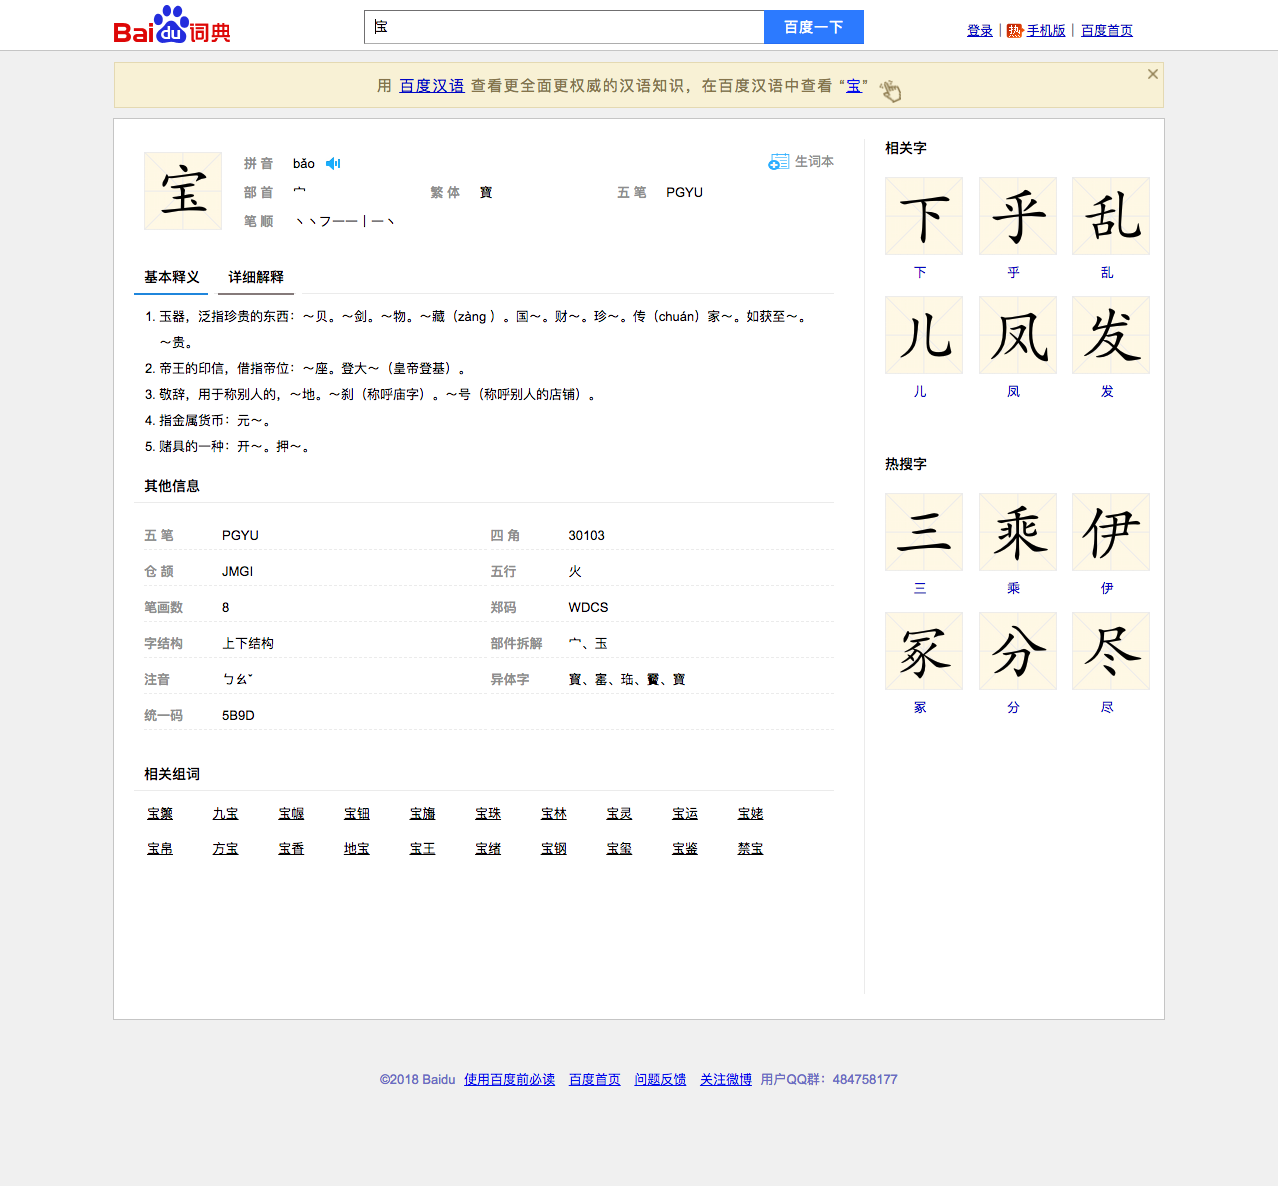 Baidu词典
宝
百度一下
登录 | 热 手机版 | 百度首页
用 百度汉语 查看更全面更权威的汉语知识，在百度汉语中查看 “宝”
宝
拼 音 bǎo
生词本
部 首 宀 繁 体 寶 五 笔 PGYU
笔 顺 丶丶フ一一丨一丶
基本释义 详细解释
1. 玉器，泛指珍贵的东西：～贝。～剑。～物。～藏（zàng ）。国～。财～。珍～。传（chuán）家～。如获至～。
～贵。
2. 帝王的印信，借指帝位：～座。登大～（皇帝登基）。
3. 敬辞，用于称别人的，～地。～刹（称呼庙字）。～号（称呼别人的店铺）。
4. 指金属货币：元～。
5. 赌具的一种：开～。押～。
其他信息
五 笔 PGYU 四 角 30103
仓 颉 JMGI 五行 火
笔画数 8 郑码 WDCS
字结构 上下结构 部件拆解 宀、玉
注音 ㄅㄠˇ 异体字
统一码 5B9D
相关组词
宝籞 九宝 宝幄 宝钿 宝旛 宝珠 宝林 宝灵 宝运 宝姥
宝帛 方宝 宝香 地宝 宝王 宝绪 宝钢 宝玺 宝鉴 禁宝
相关字
下 乎 乱
下 乎 乱
儿 凤 发
儿 凤 发
热搜字
三 乘 伊
三 乘 伊
冢 分 尽
冢 分 尽
©2018 Baidu 使用百度前必读 百度首页 问题反馈 关注微博 用户QQ群：484758177